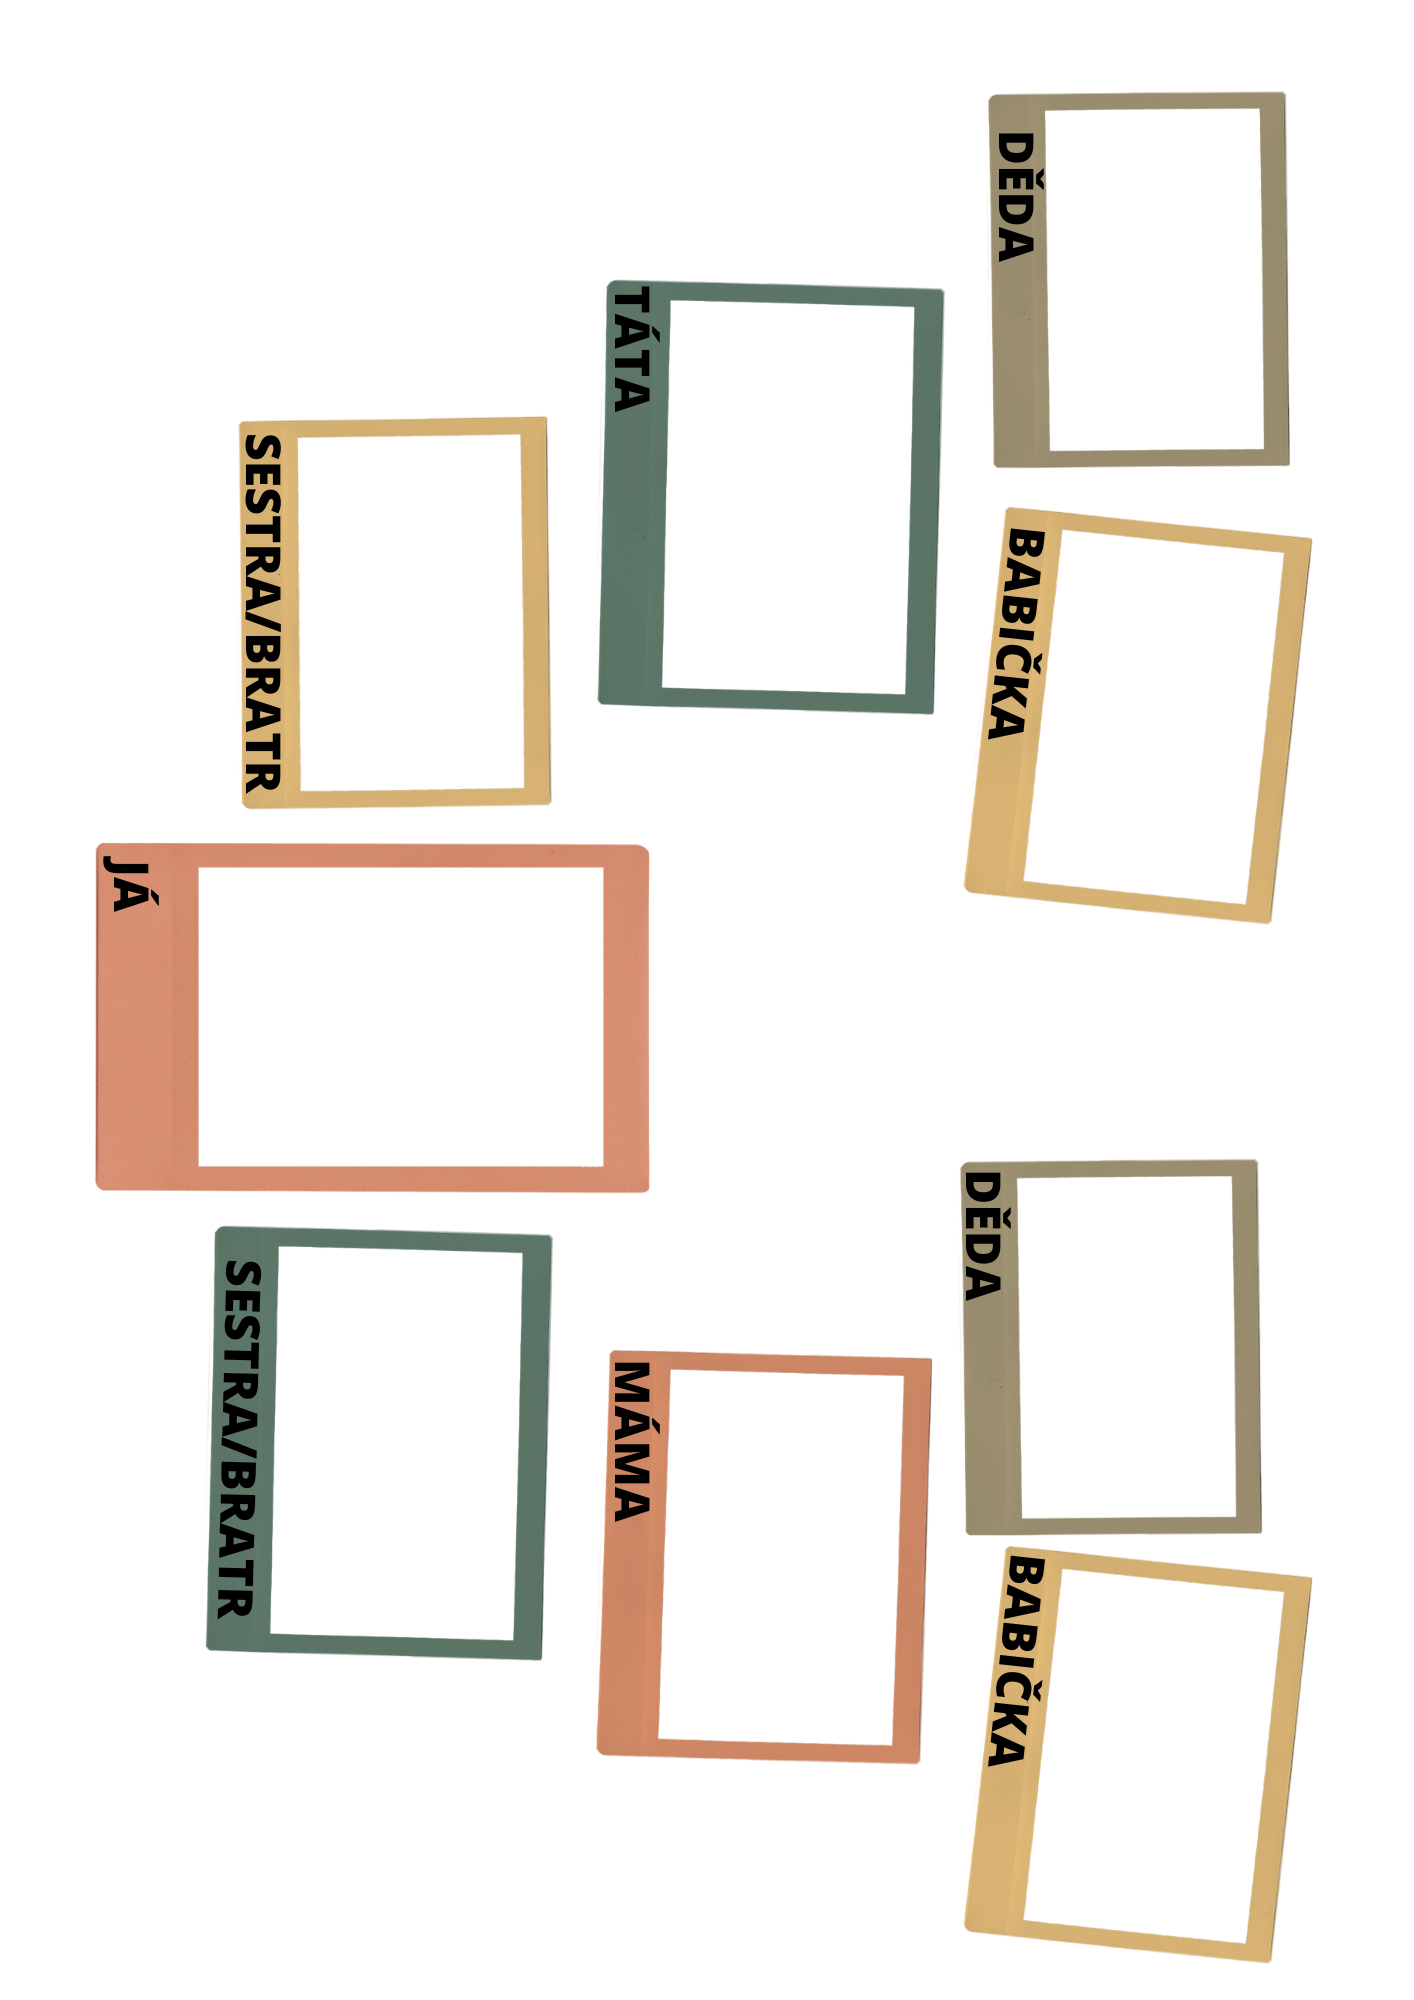 DĚDA
BABIČKA
DĚDA
BABIČKA
TÁTA
MÁMA
SESTRA/BRATR
SESTRA/BRATR
JÁ